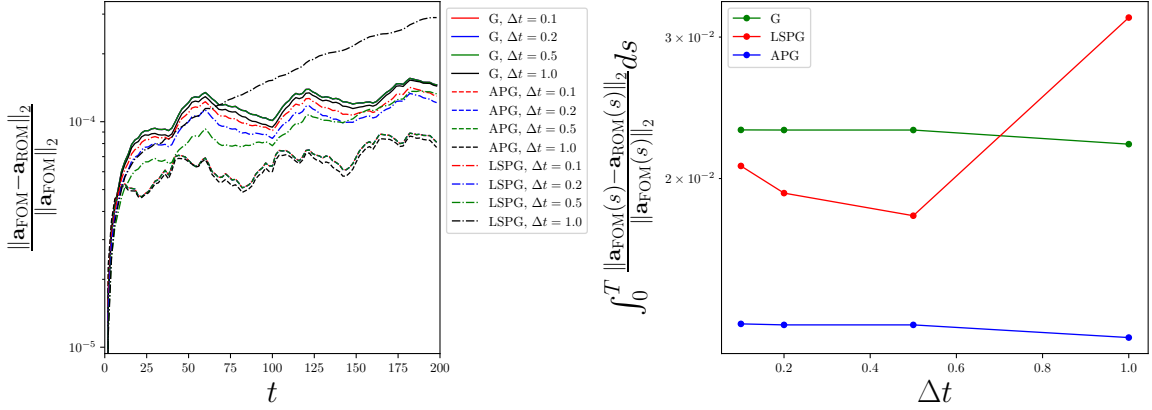 ‖a_FOM−a_ROM‖₂
‖a_FOM‖₂
10⁻⁴
10⁻⁵
0 25 50 75 100 125 150 175 200
t
G, Δt = 0.1
G, Δt = 0.2
G, Δt = 0.5
G, Δt = 1.0
APG, Δt = 0.1
APG, Δt = 0.2
APG, Δt = 0.5
APG, Δt = 1.0
LSPG, Δt = 0.1
LSPG, Δt = 0.2
LSPG, Δt = 0.5
LSPG, Δt = 1.0
∫₀ᵀ ‖a_FOM(s)−a_ROM(s)‖₂ ds
‖a_FOM(s)‖₂
3 × 10⁻²
2 × 10⁻²
G
LSPG
APG
0.2 0.4 0.6 0.8 1.0
Δt